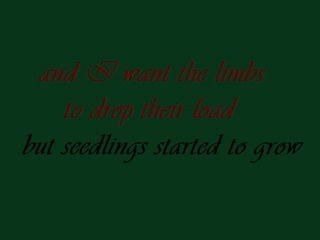 and I want the limbs
to drop their load
but seedlings started to grow